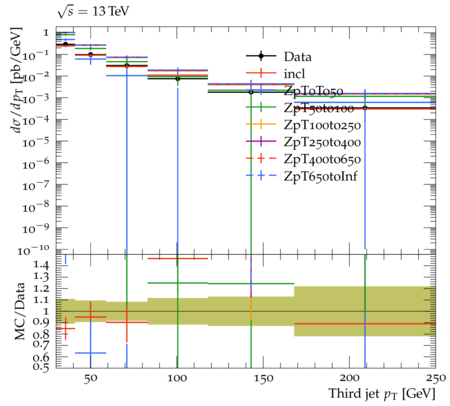 √s = 13 TeV
dσ/dpT [pb/GeV]
1
10⁻¹
10⁻²
10⁻³
10⁻⁴
10⁻⁵
10⁻⁶
10⁻⁷
10⁻⁸
10⁻⁹
10⁻¹⁰
Data
incl
ZpT0To50
ZpT50to100
ZpT100to250
ZpT250to400
ZpT400to650
ZpT650toInf
MC/Data
1.4
1.3
1.2
1.1
1
0.9
0.8
0.7
0.6
0.5
50 100 150 200 250
Third jet pT [GeV]